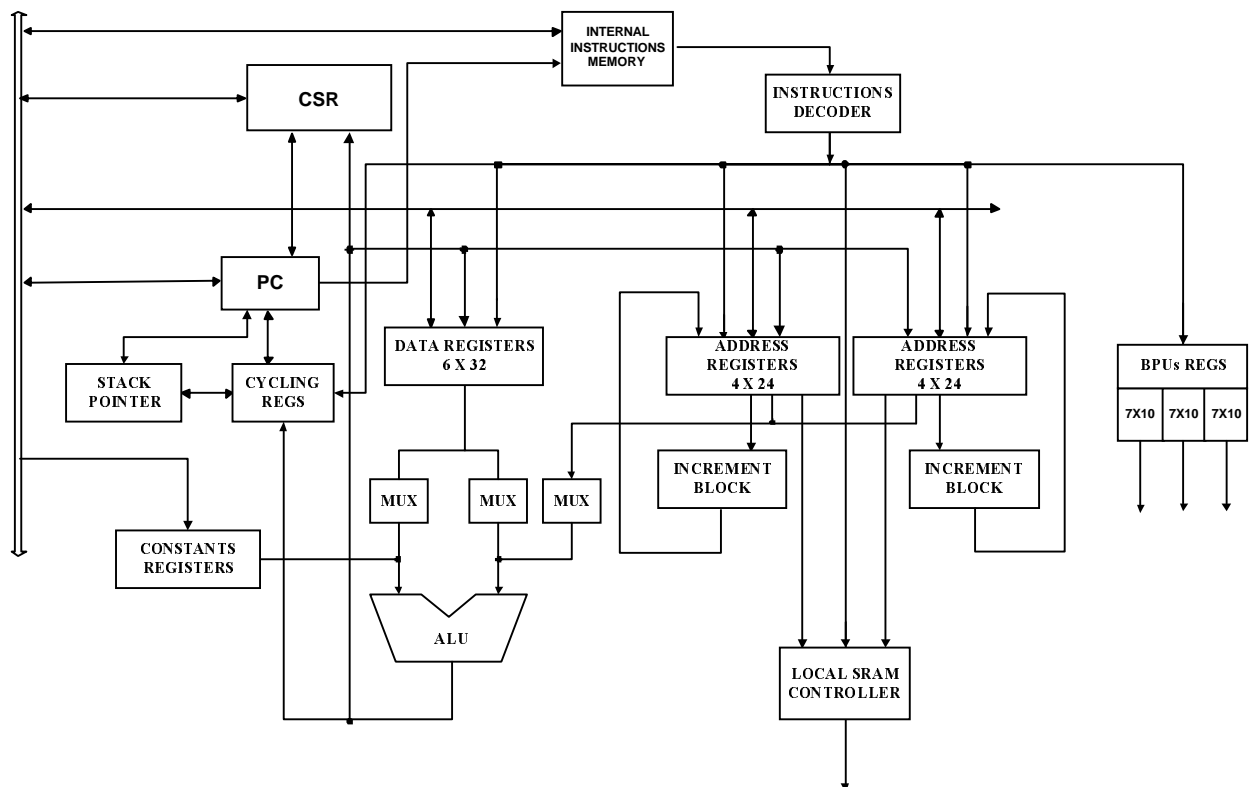 INTERNAL
INSTRUCTIONS
MEMORY
CSR
INSTRUCTIONS
DECODER
PC
DATA REGISTERS
6 X 32
ADDRESS
REGISTERS
4 X 24
ADDRESS
REGISTERS
4 X 24
BPUs REGS
7X10 7X10 7X10
STACK
POINTER
CYCLING
REGS
INCREMENT
BLOCK
INCREMENT
BLOCK
MUX
MUX
MUX
CONSTANTS
REGISTERS
ALU
LOCAL SRAM
CONTROLLER